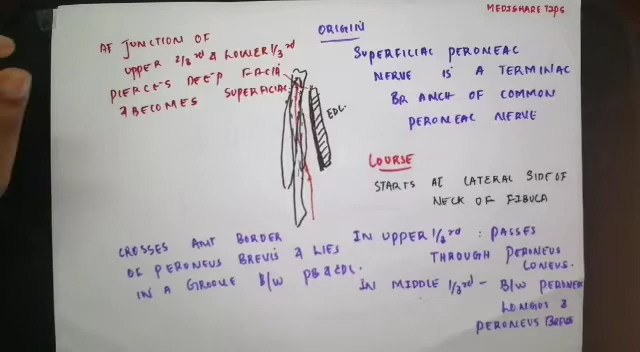 MEDISHARE TIPS
AT JUNCTION OF
UPPER 2/3rd & LOWER 1/3rd
PIERCES DEEP FACIA
& BECOMES SUPERFICIAL
ORIGIN
SUPERFICIAL PERONEAL
NERVE IS A TERMINAL
BRANCH OF COMMON
PERONEAL NERVE
EDL
COURSE
STARTS AT LATERAL SIDE OF
NECK OF FIBULA
CROSSES ANT BORDER
OF PERONEUS BREVIS & LIES
IN A GROOVE B/W PB & EDL.
IN UPPER 1/3rd : PASSES
THROUGH PERONEUS
LONGUS.
IN MIDDLE 1/3rd - B/W PERONEUS
LONGUS &
PERONEUS BREVIS